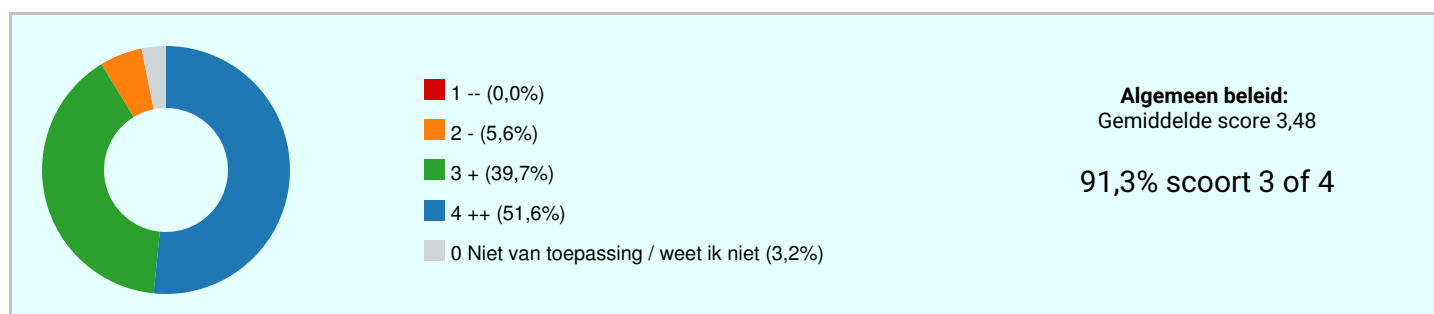 1 -- (0,0%)
2 - (5,6%)
3 + (39,7%)
4 ++ (51,6%)
0 Niet van toepassing / weet ik niet (3,2%)
Algemeen beleid:
Gemiddelde score 3,48
91,3% scoort 3 of 4